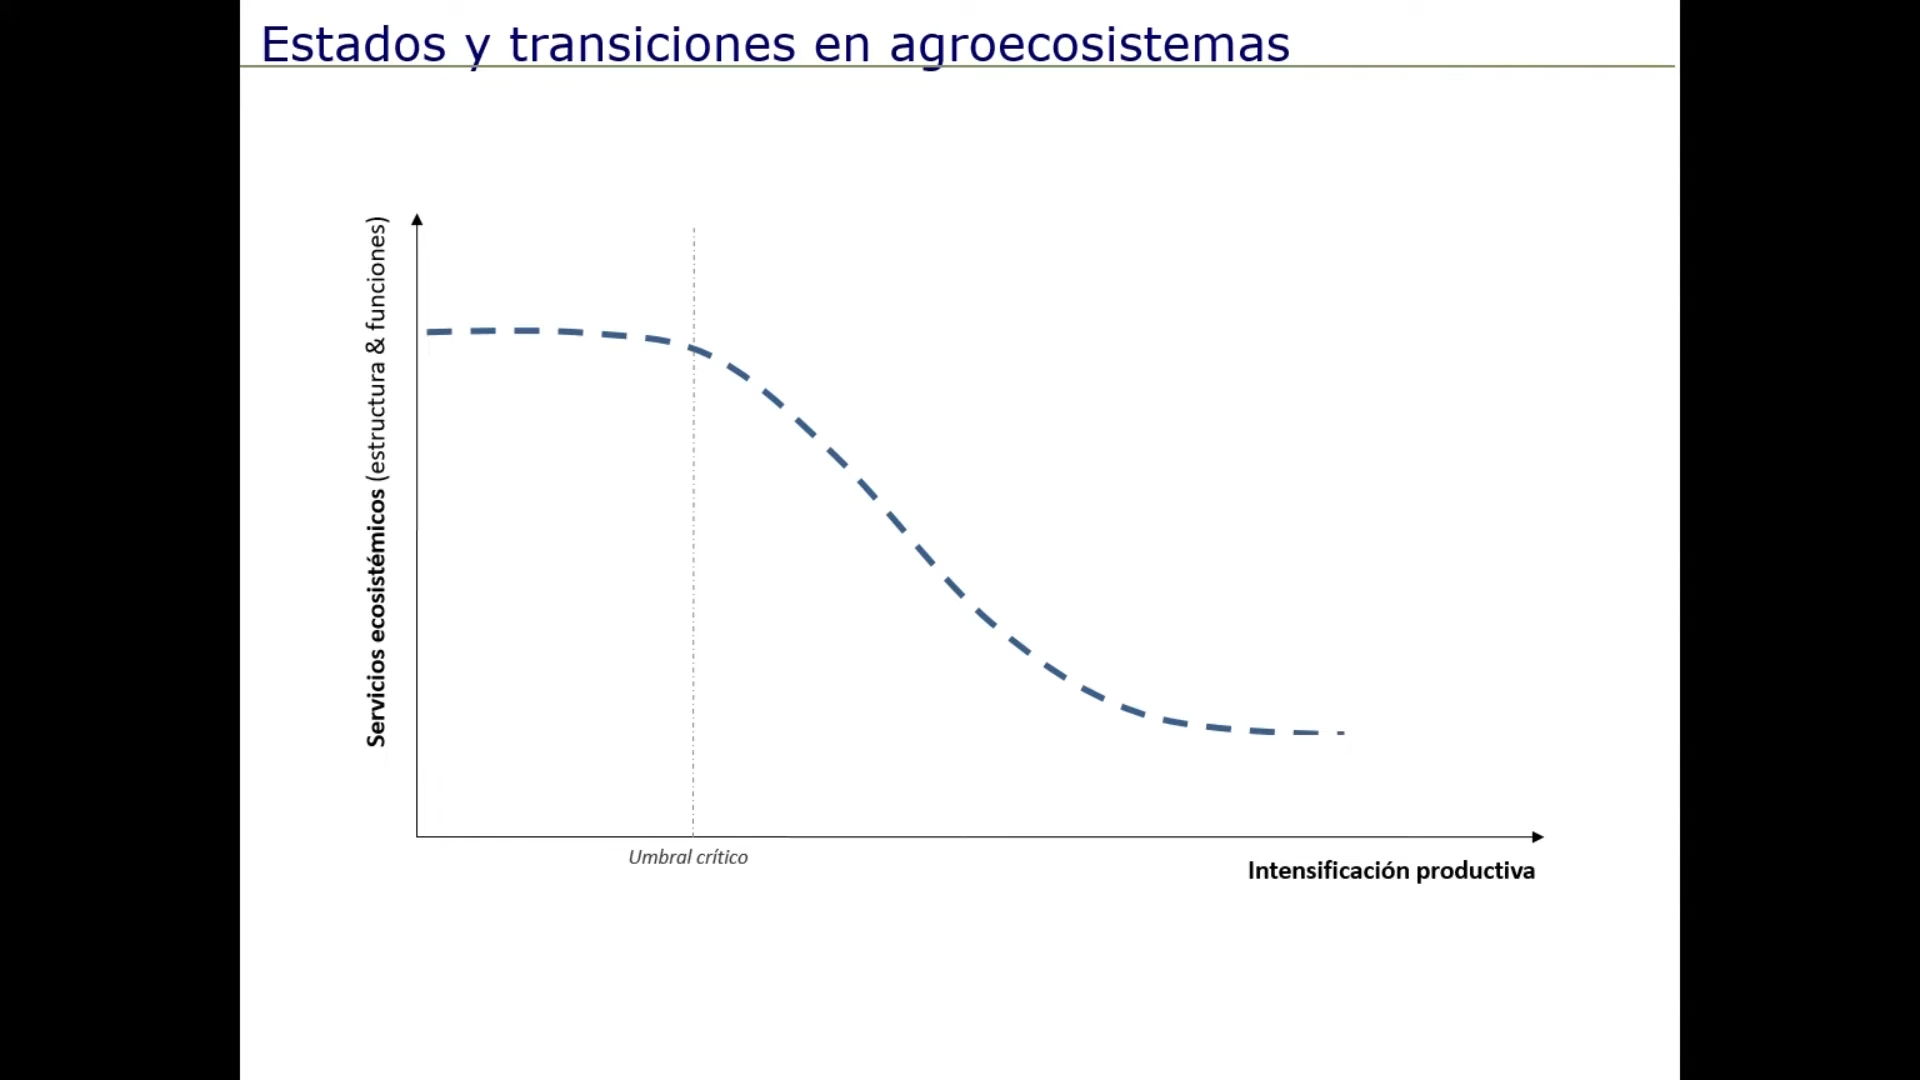 Estados y transiciones en agroecosistemas
Servicios ecosistémicos (estructura & funciones)
Umbral crítico
Intensificación productiva